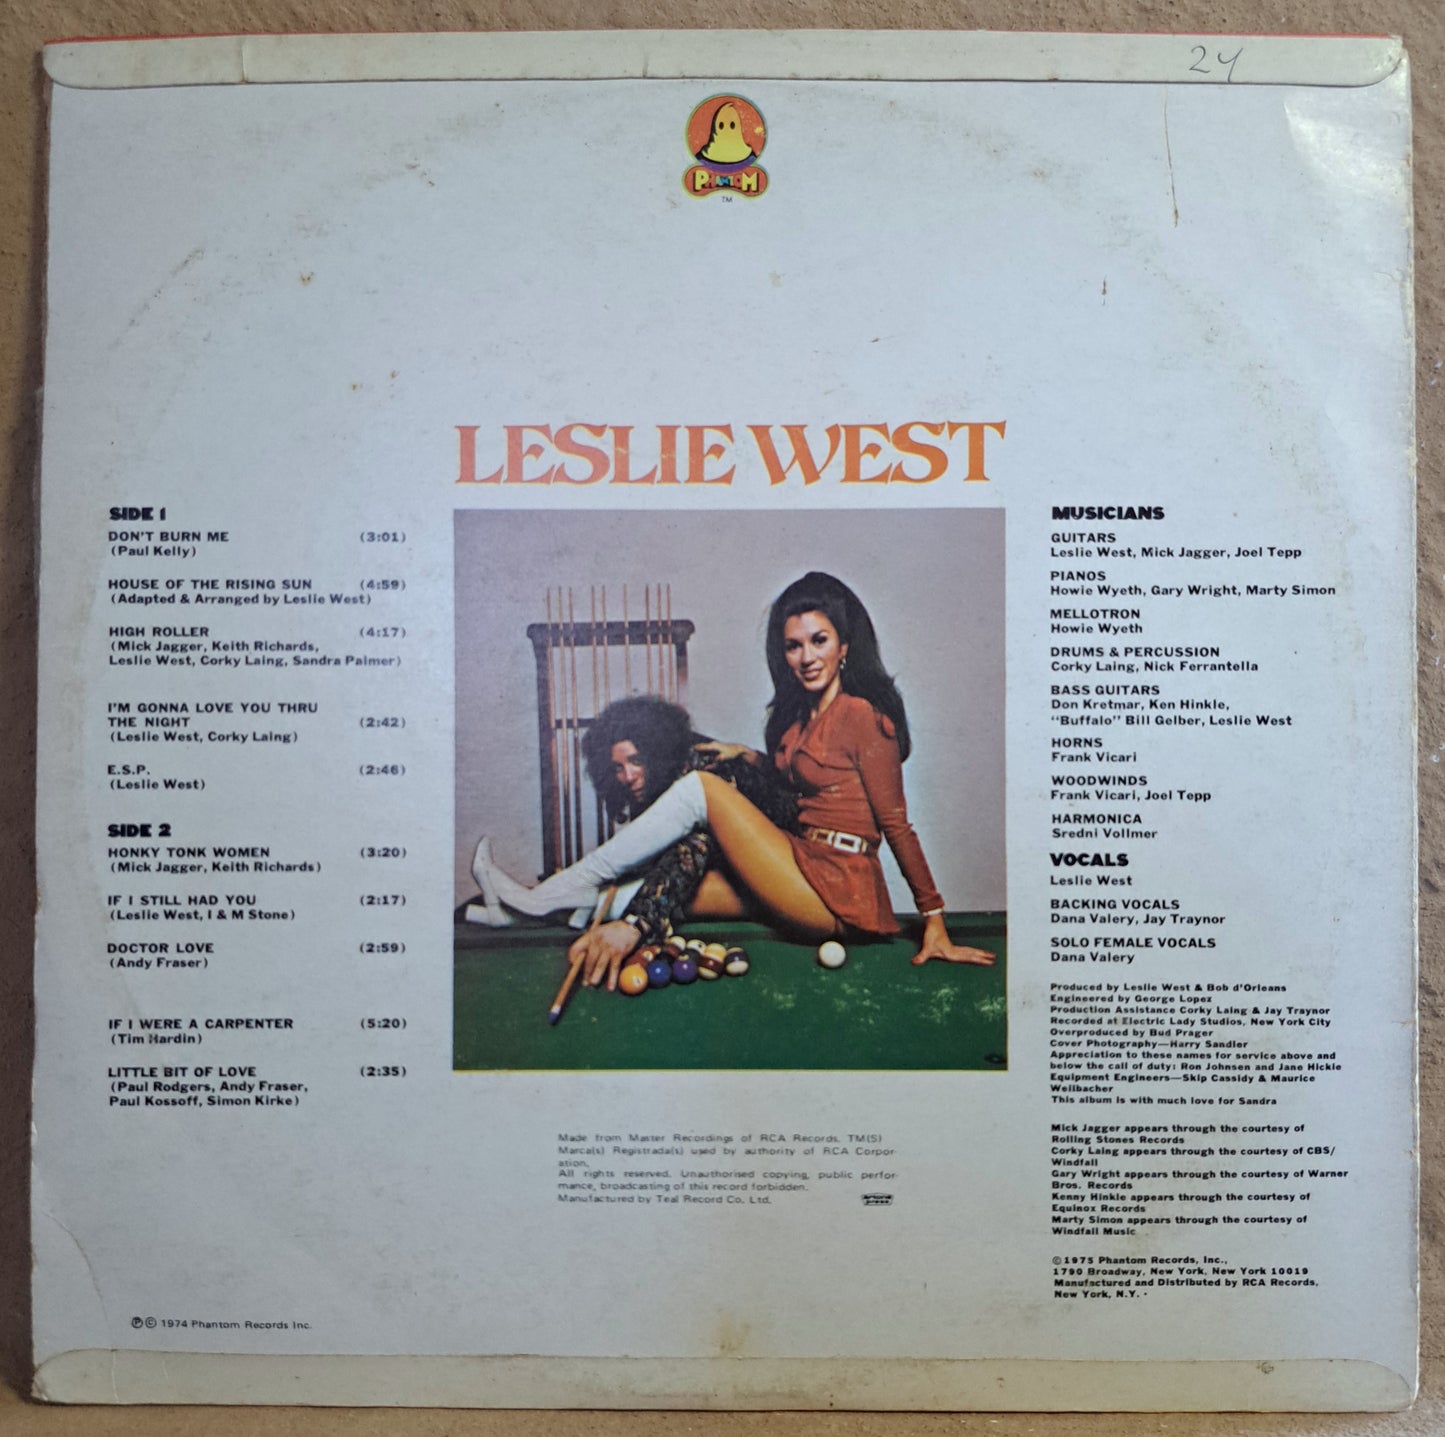 24
PHANTOM
TM
LESLIE WEST
SIDE 1
DON'T BURN ME (3:01)
(Paul Kelly)
HOUSE OF THE RISING SUN (4:59)
(Adapted & Arranged by Leslie West)
HIGH ROLLER (4:17)
(Mick Jagger, Keith Richards,
Leslie West, Corky Laing, Sandra Palmer)
I'M GONNA LOVE YOU THRU
THE NIGHT (2:42)
(Leslie West, Corky Laing)
E.S.P. (2:46)
(Leslie West)
SIDE 2
HONKY TONK WOMEN (3:20)
(Mick Jagger, Keith Richards)
IF I STILL HAD YOU (2:17)
(Leslie West, I & M Stone)
DOCTOR LOVE (2:59)
(Andy Fraser)
IF I WERE A CARPENTER (5:20)
(Tim Hardin)
LITTLE BIT OF LOVE (2:35)
(Paul Rodgers, Andy Fraser,
Paul Kossoff, Simon Kirke)
MUSICIANS
GUITARS
Leslie West, Mick Jagger, Joel Tepp
PIANOS
Howie Wyeth, Gary Wright, Marty Simon
MELLOTRON
Howie Wyeth
DRUMS & PERCUSSION
Corky Laing, Nick Ferrantella
BASS GUITARS
Don Kretmar, Ken Hinkle,
"Buffalo" Bill Gelber, Leslie West
HORNS
Frank Vicari
WOODWINDS
Frank Vicari, Joel Tepp
HARMONICA
Sredni Vollmer
VOCALS
Leslie West
BACKING VOCALS
Dana Valery, Jay Traynor
SOLO FEMALE VOCALS
Dana Valery
Produced by Leslie West & Bob d'Orleans
Engineered by George Lopez
Production Assistance Corky Laing & Jay Traynor
Recorded at Electric Lady Studios, New York City
Overproduced by Bud Prager
Cover Photography—Harry Sandler
Appreciation to these names for service above and
below the call of duty: Ron Johnsen and Jane Hickie
Equipment Engineers—Skip Cassidy & Maurice
Wellbacher
This album is with much love for Sandra
Mick Jagger appears through the courtesy of
Rolling Stones Records
Corky Laing appears through the courtesy of CBS/
Windfall
Gary Wright appears through the courtesy of Warner
Bros. Records
Kenny Hinkle appears through the courtesy of
Equinox Records
Marty Simon appears through the courtesy of
Windfall Music
©1975 Phantom Records, Inc.,
1790 Broadway, New York, New York 10019
Manufactured and Distributed by RCA Records,
New York, N.Y.
Made from Master Recordings of RCA Records. TM(S)
Marca(s) Registrada(s) used by authority of RCA Corpor-
ation.
All rights reserved. Unauthorised copying, public perfor-
mance, broadcasting of this record forbidden.
Manufactured by Teal Record Co. Ltd.
℗© 1974 Phantom Records Inc.